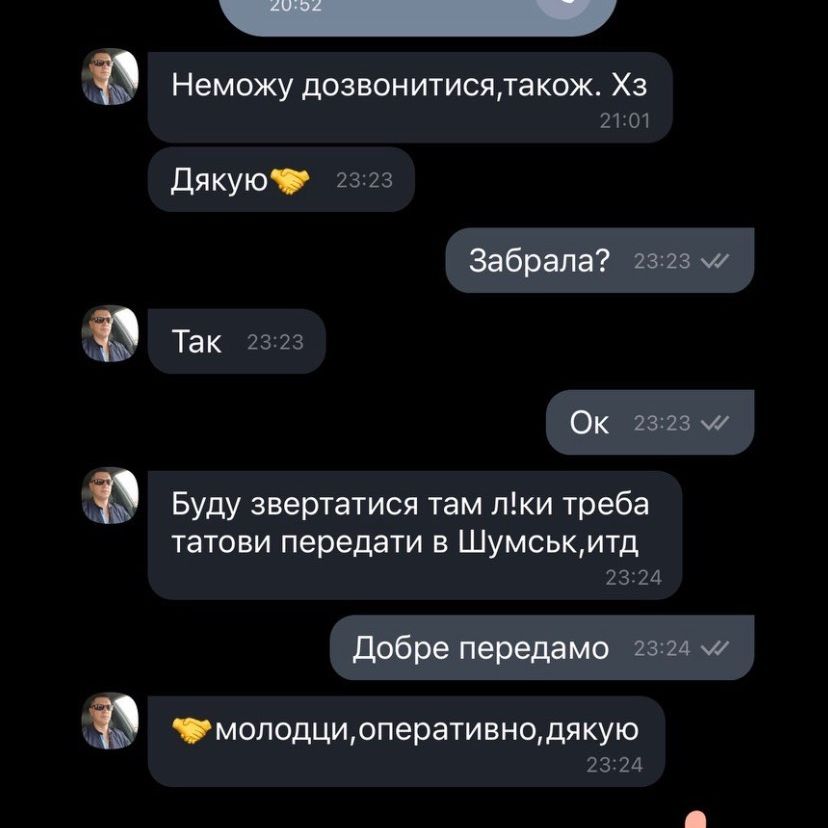 20:52
Неможу дозвонитися,також. Хз
21:01
Дякую🤝 23:23
Забрала? 23:23
Так 23:23
Ок 23:23
Буду звертатися там л!ки треба
татови передати в Шумськ,итд
23:24
Добре передамо 23:24
🤝молодци,оперативно,дякую
23:24